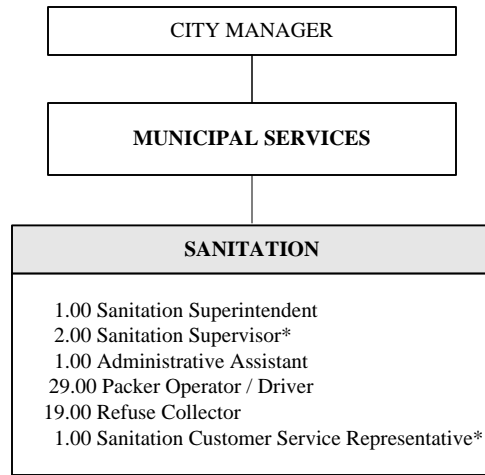 CITY MANAGER
MUNICIPAL SERVICES
SANITATION
1.00 Sanitation Superintendent
2.00 Sanitation Supervisor*
1.00 Administrative Assistant
29.00 Packer Operator / Driver
19.00 Refuse Collector
1.00 Sanitation Customer Service Representative*